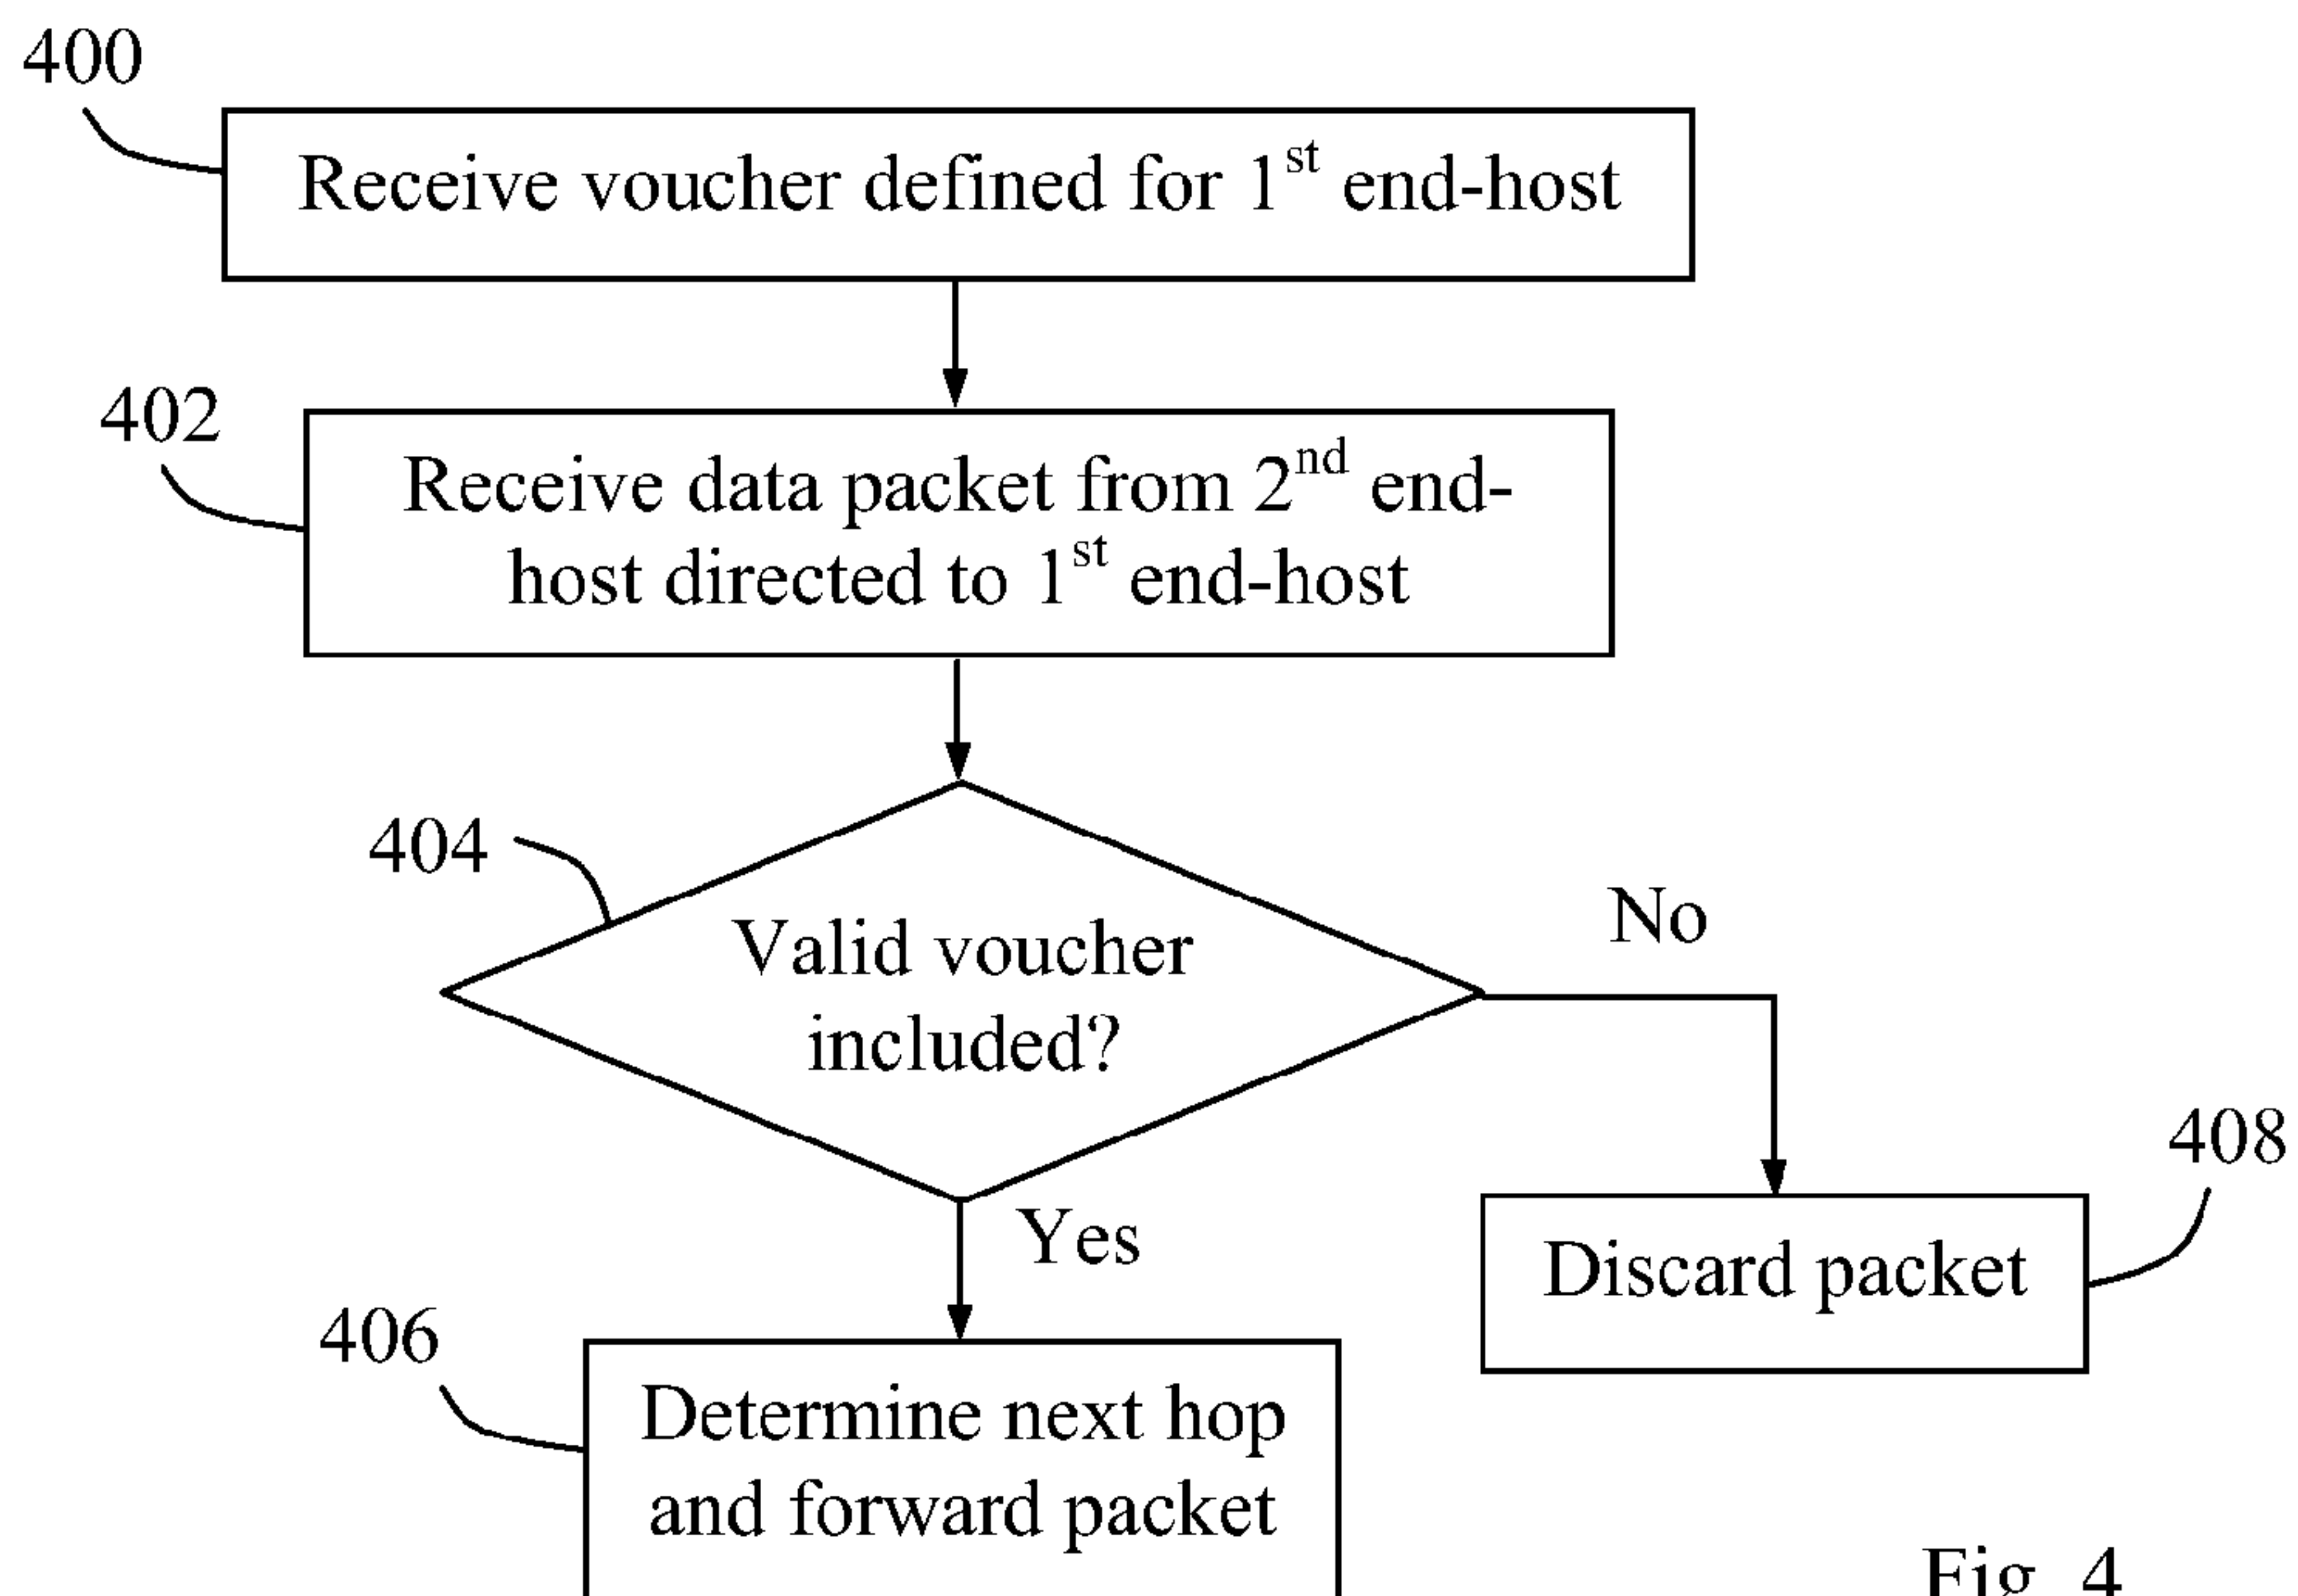 400
Receive voucher defined for 1st end-host
402
Receive data packet from 2nd end-
host directed to 1st end-host
404
Valid voucher
included?
No
Yes
408
Discard packet
406
Determine next hop
and forward packet
Fig. 4